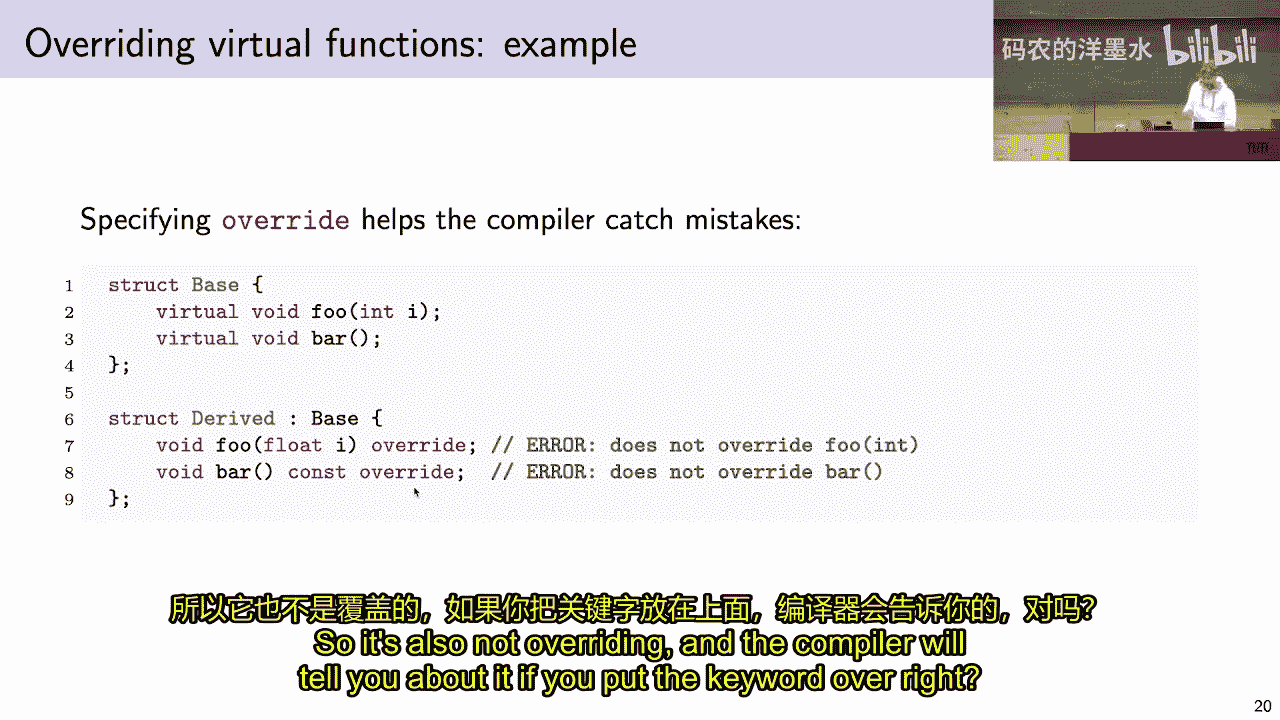 Overriding virtual functions: example
码农的洋墨水 bilibili
Specifying override helps the compiler catch mistakes:
1 struct Base {
2 virtual void foo(int i);
3 virtual void bar();
4 };
5
6 struct Derived : Base {
7 void foo(float i) override; // ERROR: does not override foo(int)
8 void bar() const override; // ERROR: does not override bar()
9 };
所以它也不是覆盖的，如果你把关键字放在上面，编译器会告诉你的，对吗？
So it's also not overriding, and the compiler will
tell you about it if you put the keyword over right?
20